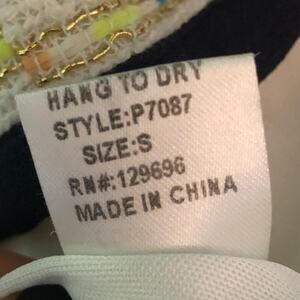 HANG TO DRY
STYLE:P7087
SIZE:S
RN#:129696
MADE IN CHINA